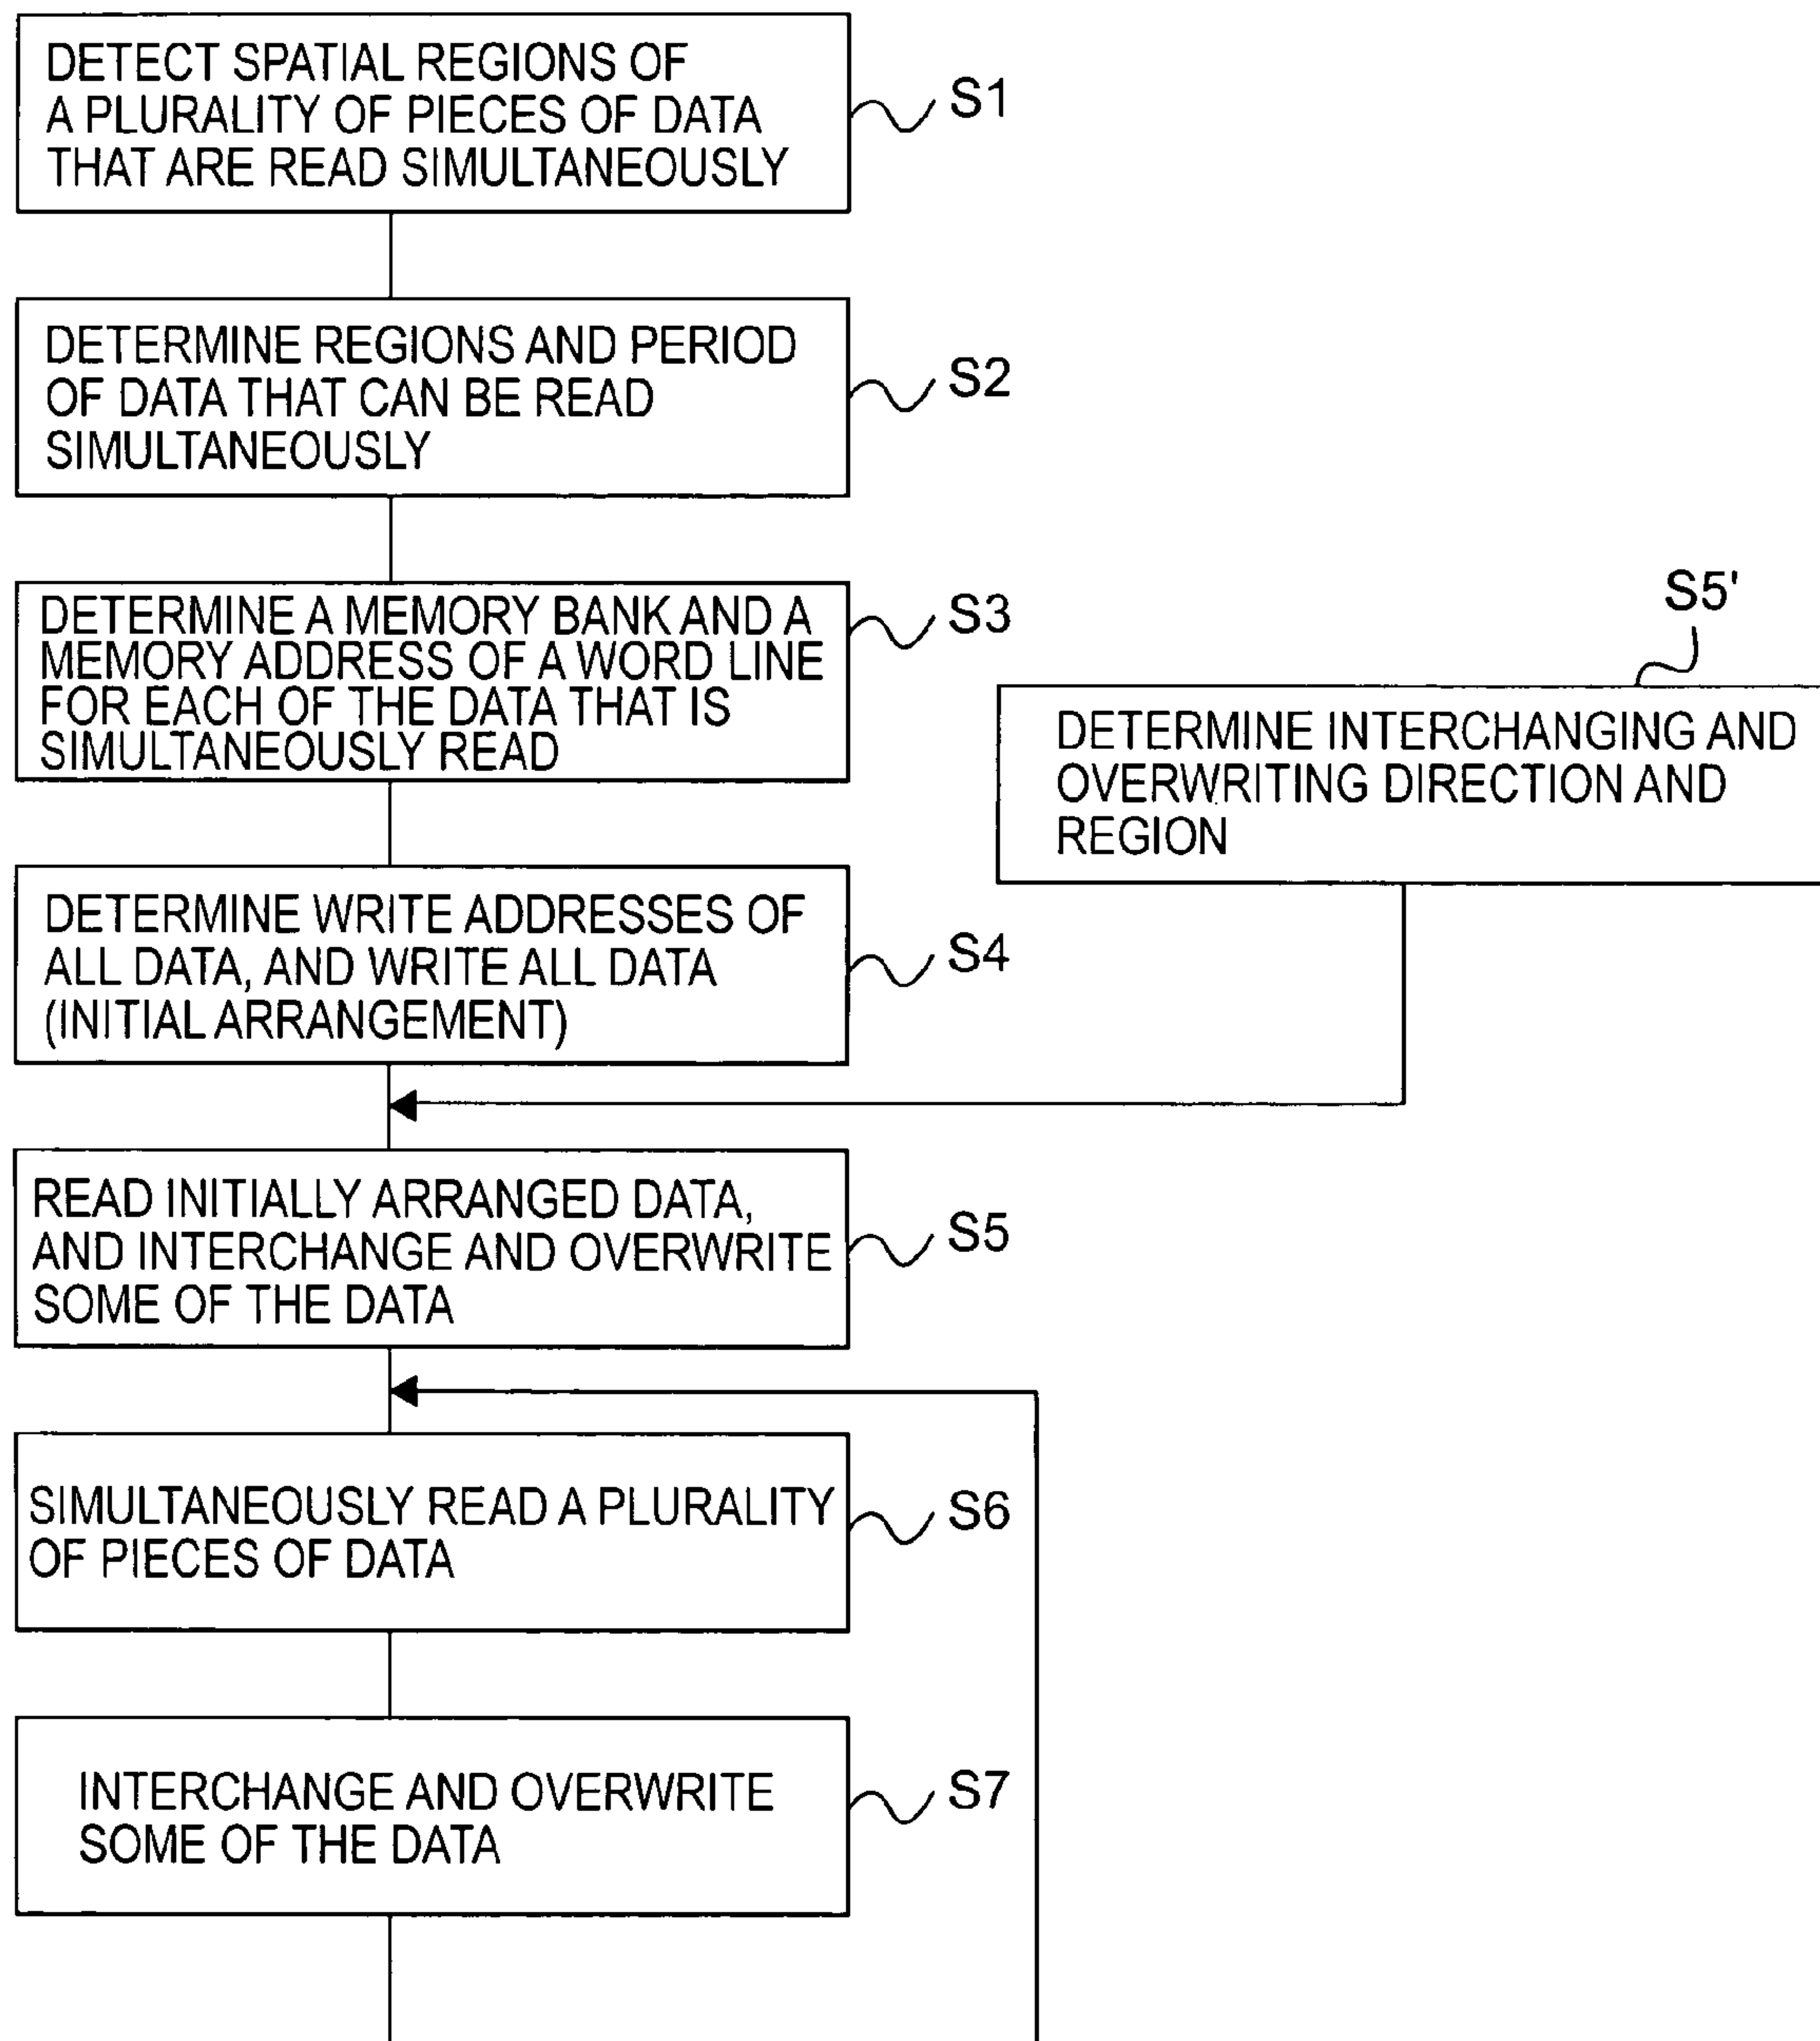 DETECT SPATIAL REGIONS OF
A PLURALITY OF PIECES OF DATA
THAT ARE READ SIMULTANEOUSLY
S1
DETERMINE REGIONS AND PERIOD
OF DATA THAT CAN BE READ
SIMULTANEOUSLY
S2
DETERMINE A MEMORY BANK AND A
MEMORY ADDRESS OF A WORD LINE
FOR EACH OF THE DATA THAT IS
SIMULTANEOUSLY READ
S3
S5'
DETERMINE INTERCHANGING AND
OVERWRITING DIRECTION AND
REGION
DETERMINE WRITE ADDRESSES OF
ALL DATA, AND WRITE ALL DATA
(INITIAL ARRANGEMENT)
S4
READ INITIALLY ARRANGED DATA,
AND INTERCHANGE AND OVERWRITE
SOME OF THE DATA
S5
SIMULTANEOUSLY READ A PLURALITY
OF PIECES OF DATA
S6
INTERCHANGE AND OVERWRITE
SOME OF THE DATA
S7